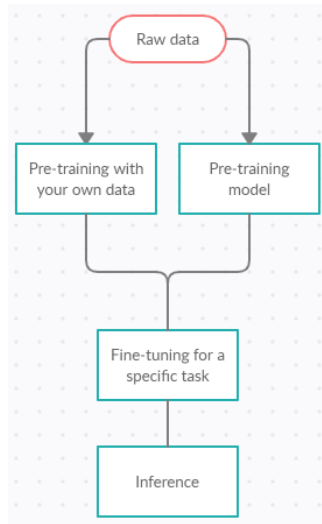 Raw data
Pre-training with
your own data
Pre-training
model
Fine-tuning for a
specific task
Inference